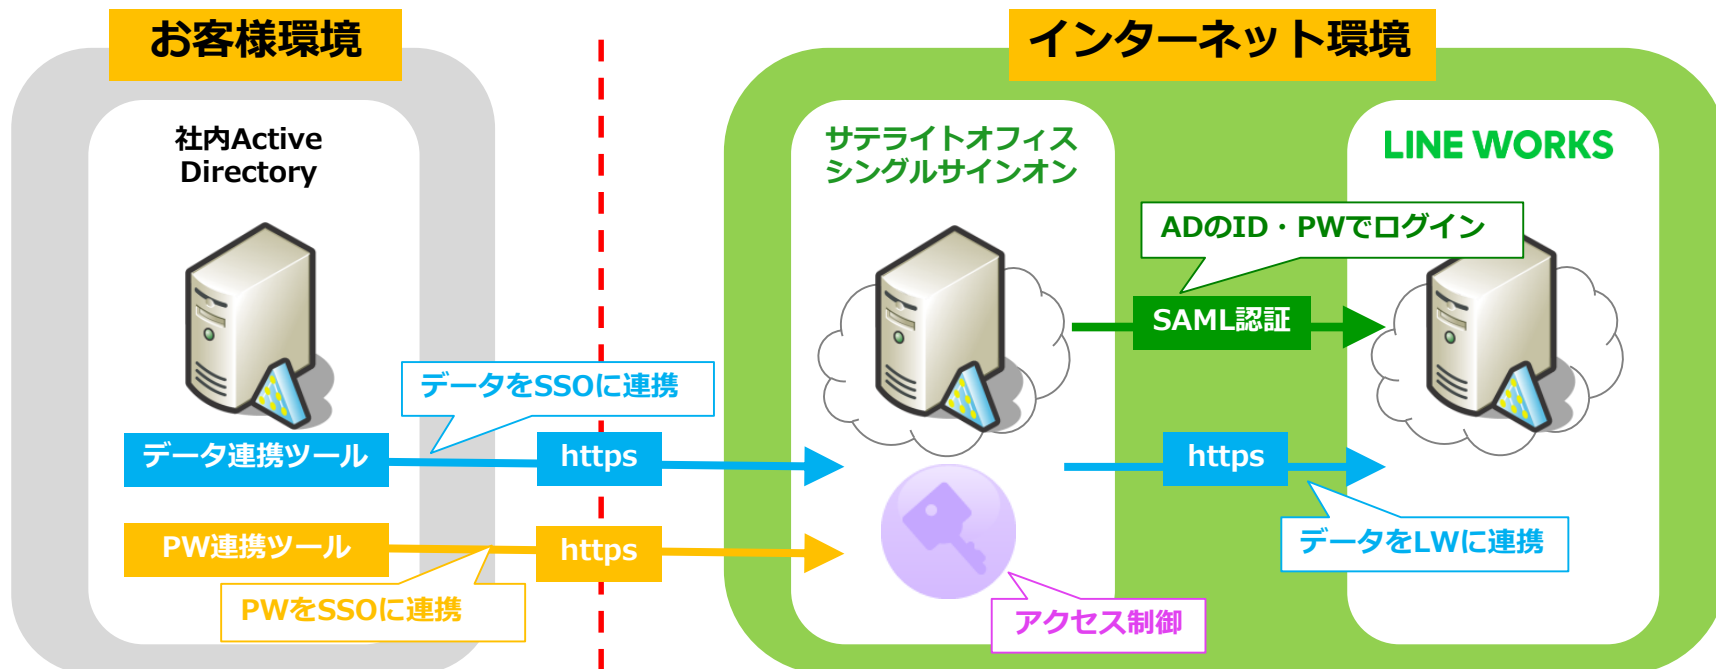 お客様環境
インターネット環境
社内Active
Directory
サテライトオフィス
シングルサインオン
LINE WORKS
ADのID・PWでログイン
SAML認証
データをSSOに連携
データ連携ツール
https
https
PW連携ツール
https
データをLWに連携
PWをSSOに連携
アクセス制御